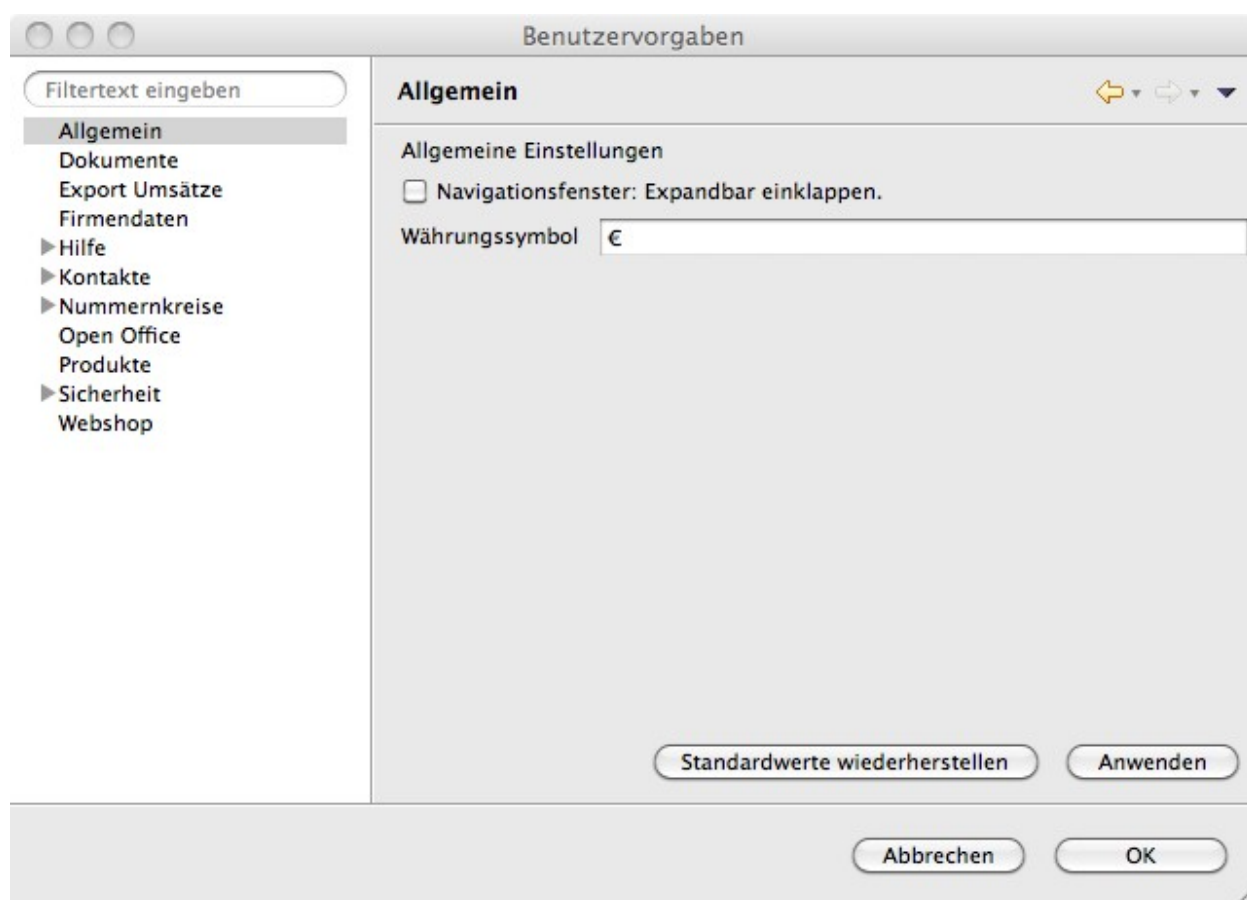 Benutzervorgaben
Filtertext eingeben
Allgemein
Dokumente
Export Umsätze
Firmendaten
Hilfe
Kontakte
Nummernkreise
Open Office
Produkte
Sicherheit
Webshop
Allgemein
Allgemeine Einstellungen
Navigationsfenster: Expandbar einklappen.
Währungssymbol €
Standardwerte wiederherstellen Anwenden
Abbrechen OK